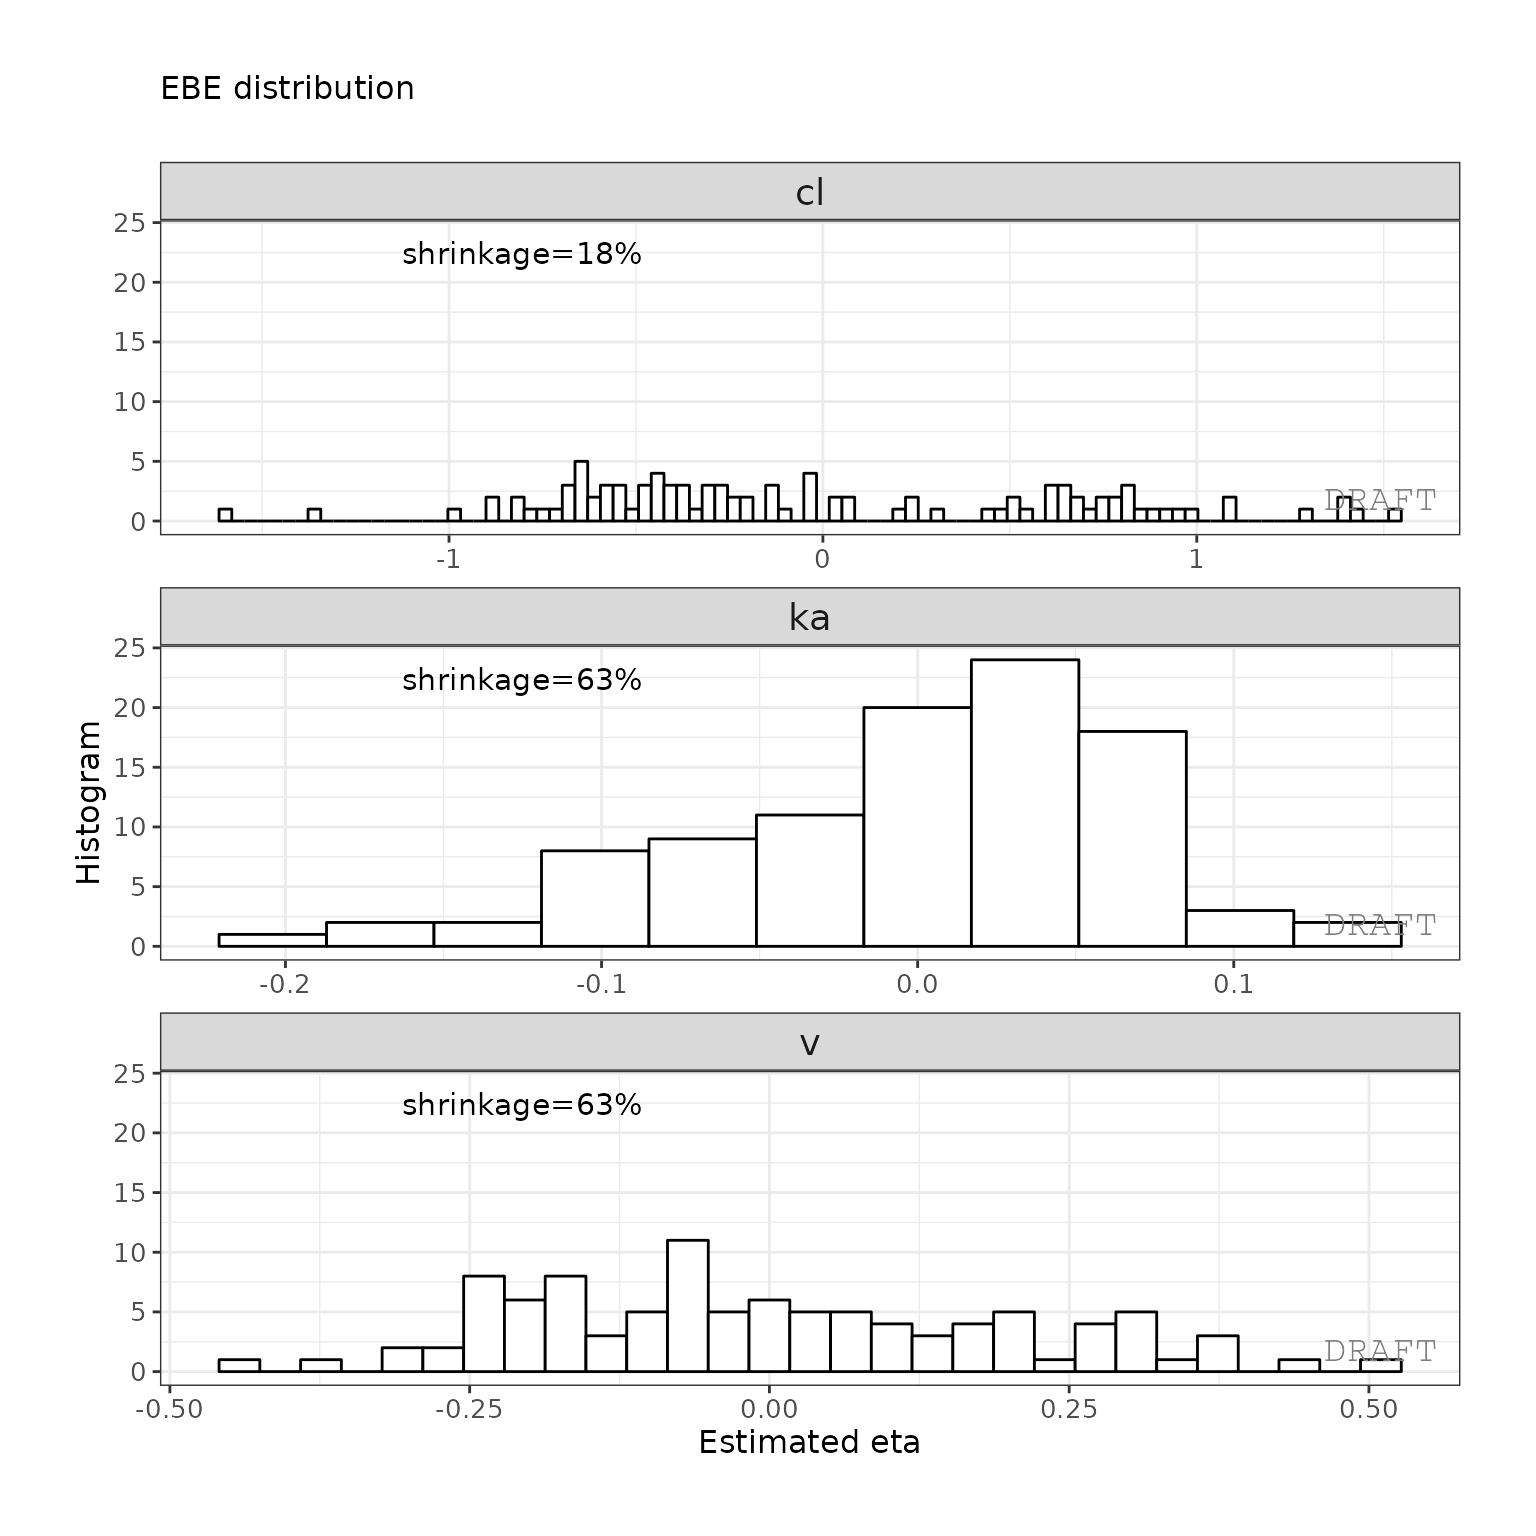 EBE distribution
cl
25
shrinkage=18%
20
15
10
5
DRAFT
0
-1 0 1
ka
25
shrinkage=63%
20
15
Histogram
10
5
DRAFT
0
-0.2 -0.1 0.0 0.1
v
25
shrinkage=63%
20
15
10
5
DRAFT
0
-0.50 -0.25 0.00 0.25 0.50
Estimated eta